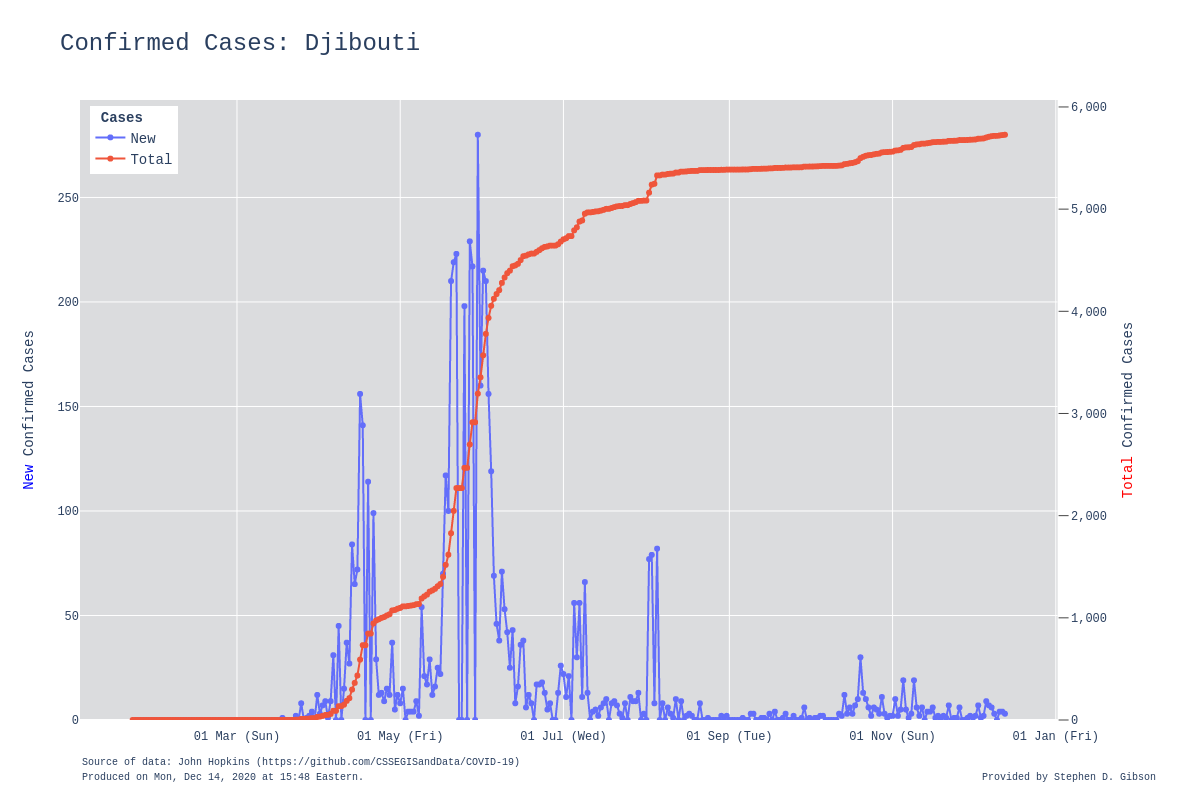 Confirmed Cases: Djibouti
Cases
New
Total
250
200
150
100
50
0
6,000
5,000
4,000
3,000
2,000
1,000
0
New Confirmed Cases
Total Confirmed Cases
01 Mar (Sun)
01 May (Fri)
01 Jul (Wed)
01 Sep (Tue)
01 Nov (Sun)
01 Jan (Fri)
Source of data: John Hopkins (https://github.com/CSSEGISandData/COVID-19)
Produced on Mon, Dec 14, 2020 at 15:48 Eastern.
Provided by Stephen D. Gibson